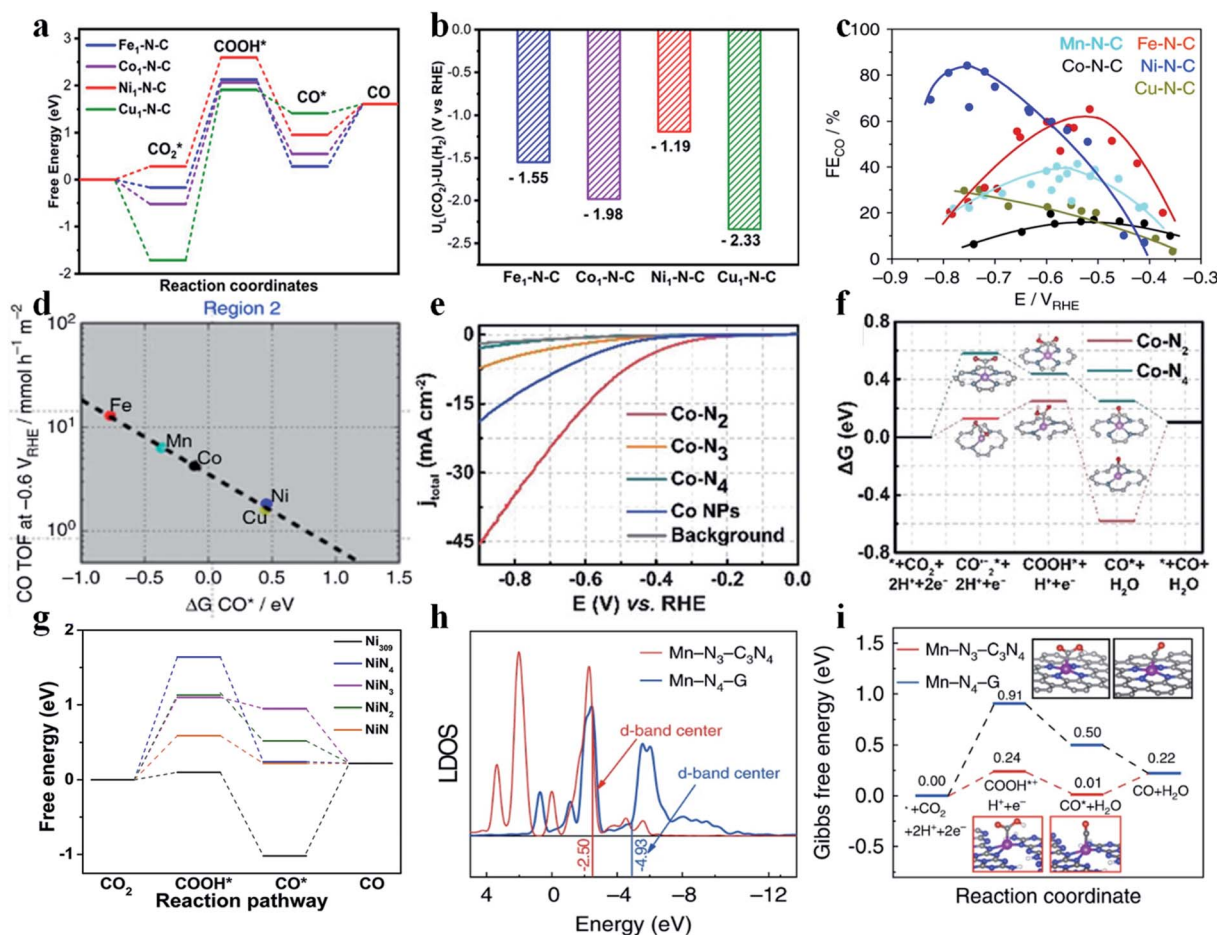 a
Fe1-N-C
Co1-N-C
Ni1-N-C
Cu1-N-C
COOH*
CO2*
CO*
CO
Free Energy (eV)
3
2
1
0
-1
-2
Reaction coordinates
b
UL(CO2)-UL(H2) (V vs RHE)
0.0
-0.5
-1.0
-1.5
-2.0
-2.5
- 1.55
- 1.98
- 1.19
- 2.33
Fe1-N-C Co1-N-C Ni1-N-C Cu1-N-C
c
Mn-N-C Fe-N-C
Co-N-C Ni-N-C
Cu-N-C
FECO / %
100
80
60
40
20
0
−0.9 −0.8 −0.7 −0.6 −0.5 −0.4 −0.3
E / VRHE
d
Region 2
CO TOF at −0.6 VRHE / mmol h−1 m−2
10²
10¹
10⁰
Fe
Mn
Co
Ni
Cu
−1.0 −0.5 0.0 0.5 1.0 1.5
ΔG CO* / eV
e
jtotal (mA cm-2)
0
-15
-30
-45
Co-N2
Co-N3
Co-N4
Co NPs
Background
-0.8 -0.6 -0.4 -0.2 0.0
E (V) vs. RHE
f
Co-N2
Co-N4
ΔG (eV)
0.8
0.4
0.0
-0.4
-0.8
*+CO2+ 2H++2e-
CO•−2*+ 2H++e-
COOH*+ H++e-
CO*+ H2O
*+CO+ H2O
g
Free energy (eV)
2
1
0
-1
Ni309
NiN4
NiN3
NiN2
NiN
CO2 COOH* CO* CO
Reaction pathway
h
Mn–N3–C3N4
Mn–N4–G
LDOS
d-band center
d-band center
-2.50
-4.93
4 0 −4 −8 −12
Energy (eV)
i
Mn–N3–C3N4
Mn–N4–G
Gibbs free energy (eV)
1.5
1.0
0.5
0.0
-0.5
0.91
0.50
0.24
0.22
0.00
0.01
+CO2
+2H++2e−
COOH*+
H++e−
CO*+H2O
CO+H2O
Reaction coordinate